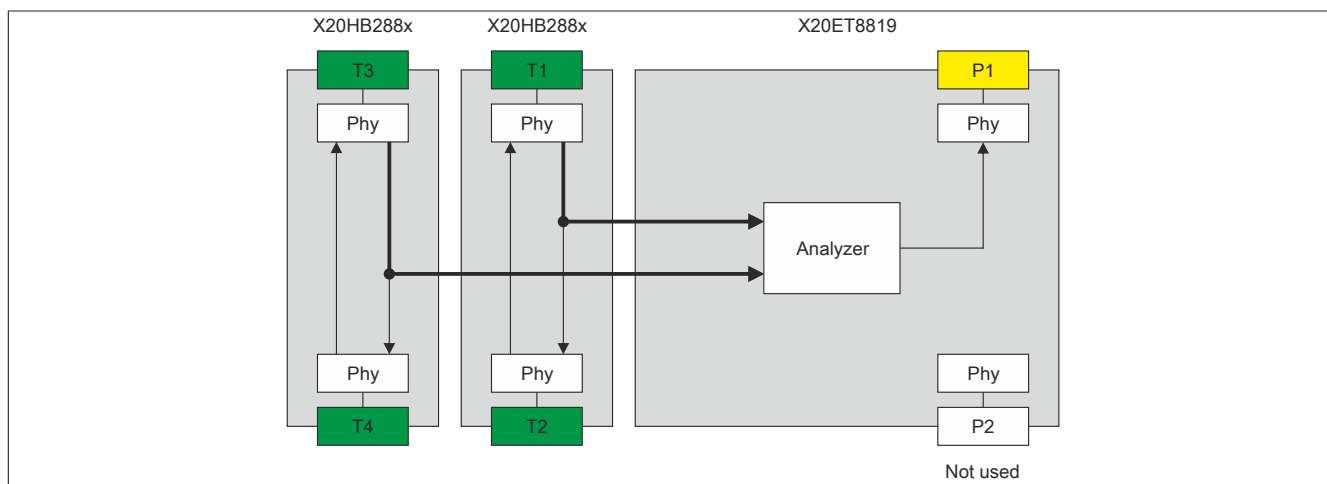 X20HB288x X20HB288x X20ET8819
T3 T1 P1
Phy Phy Phy
Analyzer
Phy Phy Phy
T4 T2 P2
Not used